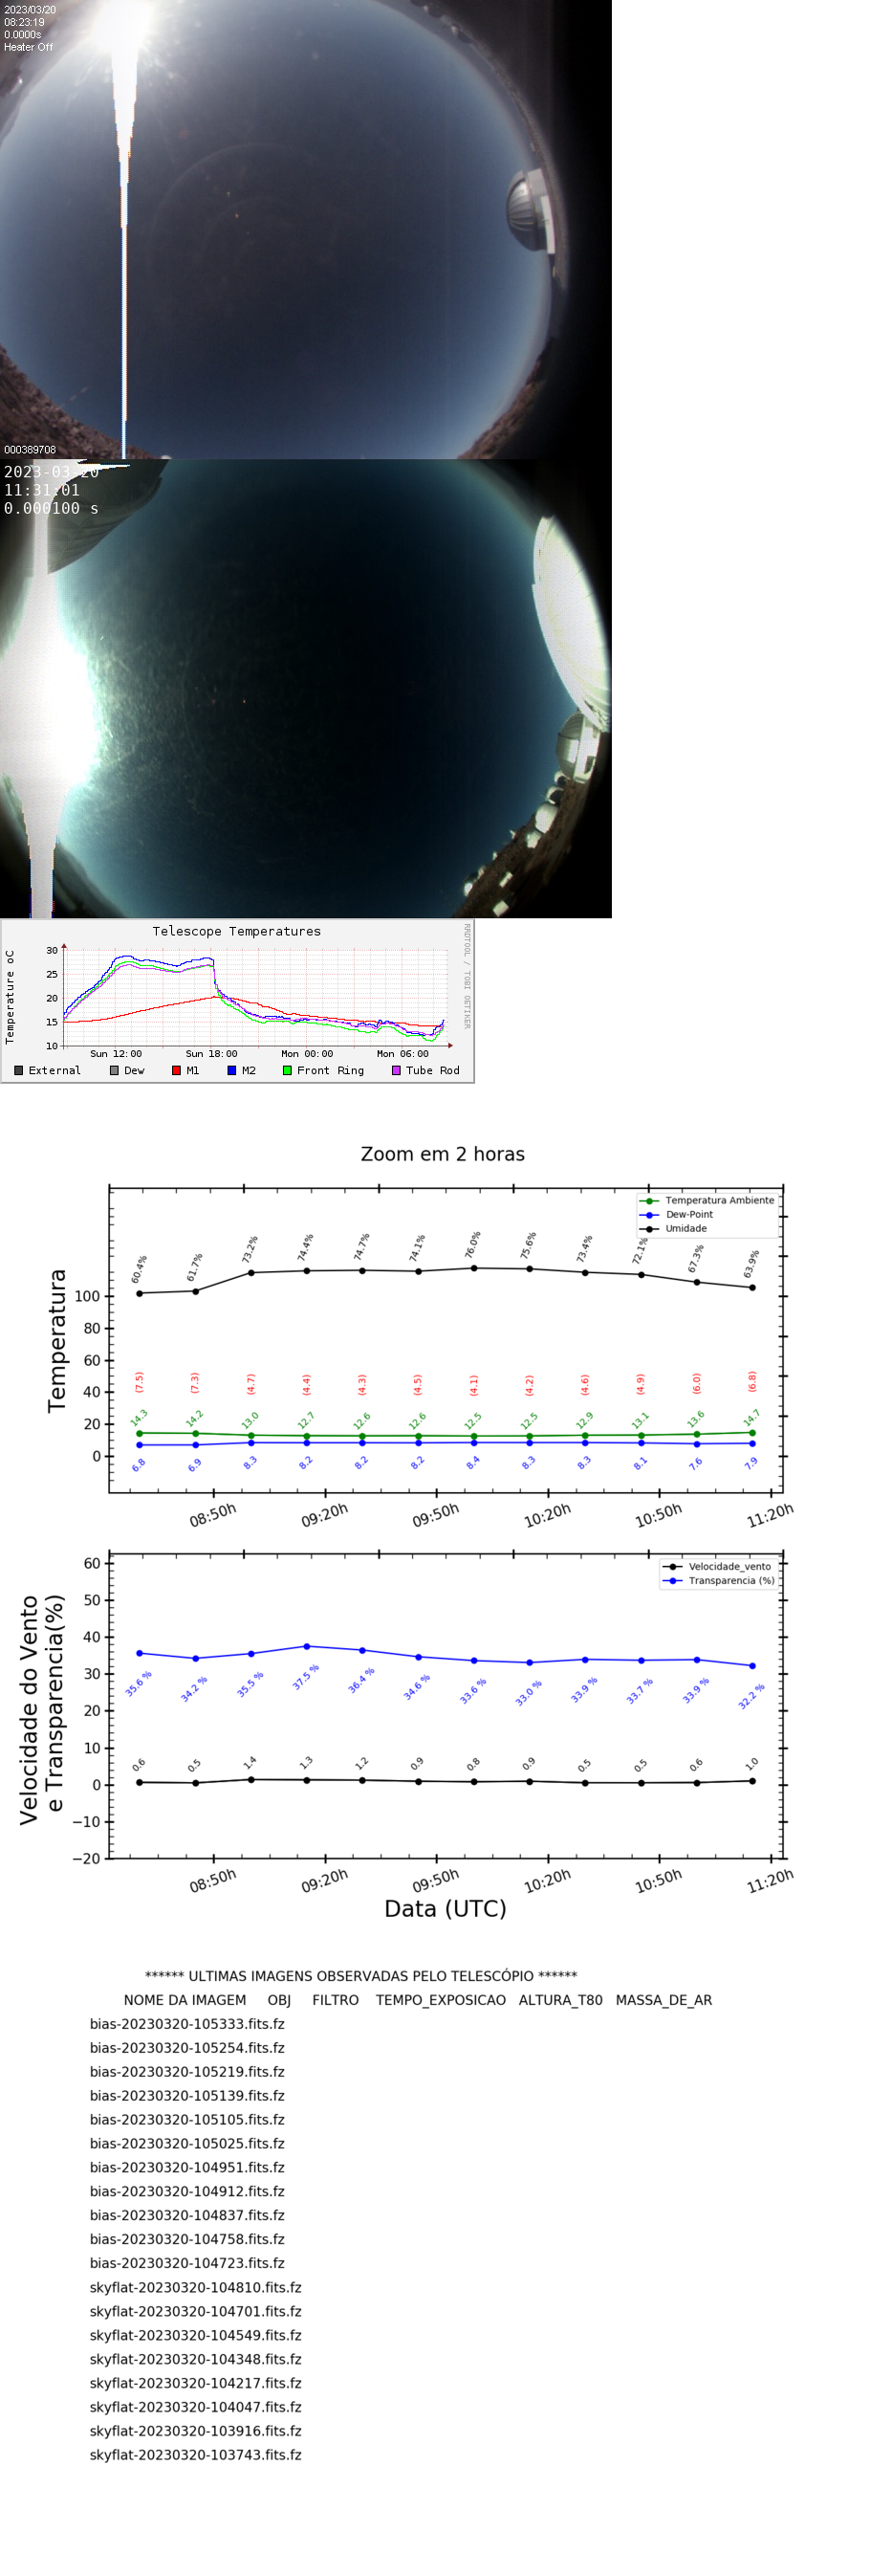 2023/03/20
08:23:19
0.0000s
Heater Off
000389708
2023-03-20
11:31:01
0.000100 s
Telescope Temperatures
Temperature oC
RRDTOOL / TOBI OETIKER
30
25
20
15
10
Sun 12:00 Sun 18:00 Mon 00:00 Mon 06:00
External Dew M1 M2 Front Ring Tube Rod
Zoom em 2 horas
Temperatura Ambiente
Dew-Point
Umidade
Temperatura
60.4% 61.7% 73.2% 74.4% 74.7% 74.1% 76.0% 75.6% 73.4% 72.1% 67.3% 63.9%
100
80
60
40
20
0
(7.5) (7.3) (4.7) (4.4) (4.3) (4.5) (4.1) (4.2) (4.6) (4.9) (6.0) (6.8)
14.3 14.2 13.0 12.7 12.6 12.6 12.5 12.5 12.9 13.1 13.6 14.7
6.8 6.9 8.3 8.2 8.2 8.2 8.4 8.3 8.3 8.1 7.6 7.9
08:50h 09:20h 09:50h 10:20h 10:50h 11:20h
Velocidade_vento
Transparencia (%)
Velocidade do Vento
e Transparencia(%)
60
50
40
30
20
10
0
−10
−20
35.6 % 34.2 % 35.5 % 37.5 % 36.4 % 34.6 % 33.6 % 33.0 % 33.9 % 33.7 % 33.9 % 32.2 %
0.6 0.5 1.4 1.3 1.2 0.9 0.8 0.9 0.5 0.5 0.6 1.0
08:50h 09:20h 09:50h 10:20h 10:50h 11:20h
Data (UTC)
****** ULTIMAS IMAGENS OBSERVADAS PELO TELESCÓPIO ******
NOME DA IMAGEM OBJ FILTRO TEMPO_EXPOSICAO ALTURA_T80 MASSA_DE_AR
bias-20230320-105333.fits.fz
bias-20230320-105254.fits.fz
bias-20230320-105219.fits.fz
bias-20230320-105139.fits.fz
bias-20230320-105105.fits.fz
bias-20230320-105025.fits.fz
bias-20230320-104951.fits.fz
bias-20230320-104912.fits.fz
bias-20230320-104837.fits.fz
bias-20230320-104758.fits.fz
bias-20230320-104723.fits.fz
skyflat-20230320-104810.fits.fz
skyflat-20230320-104701.fits.fz
skyflat-20230320-104549.fits.fz
skyflat-20230320-104348.fits.fz
skyflat-20230320-104217.fits.fz
skyflat-20230320-104047.fits.fz
skyflat-20230320-103916.fits.fz
skyflat-20230320-103743.fits.fz